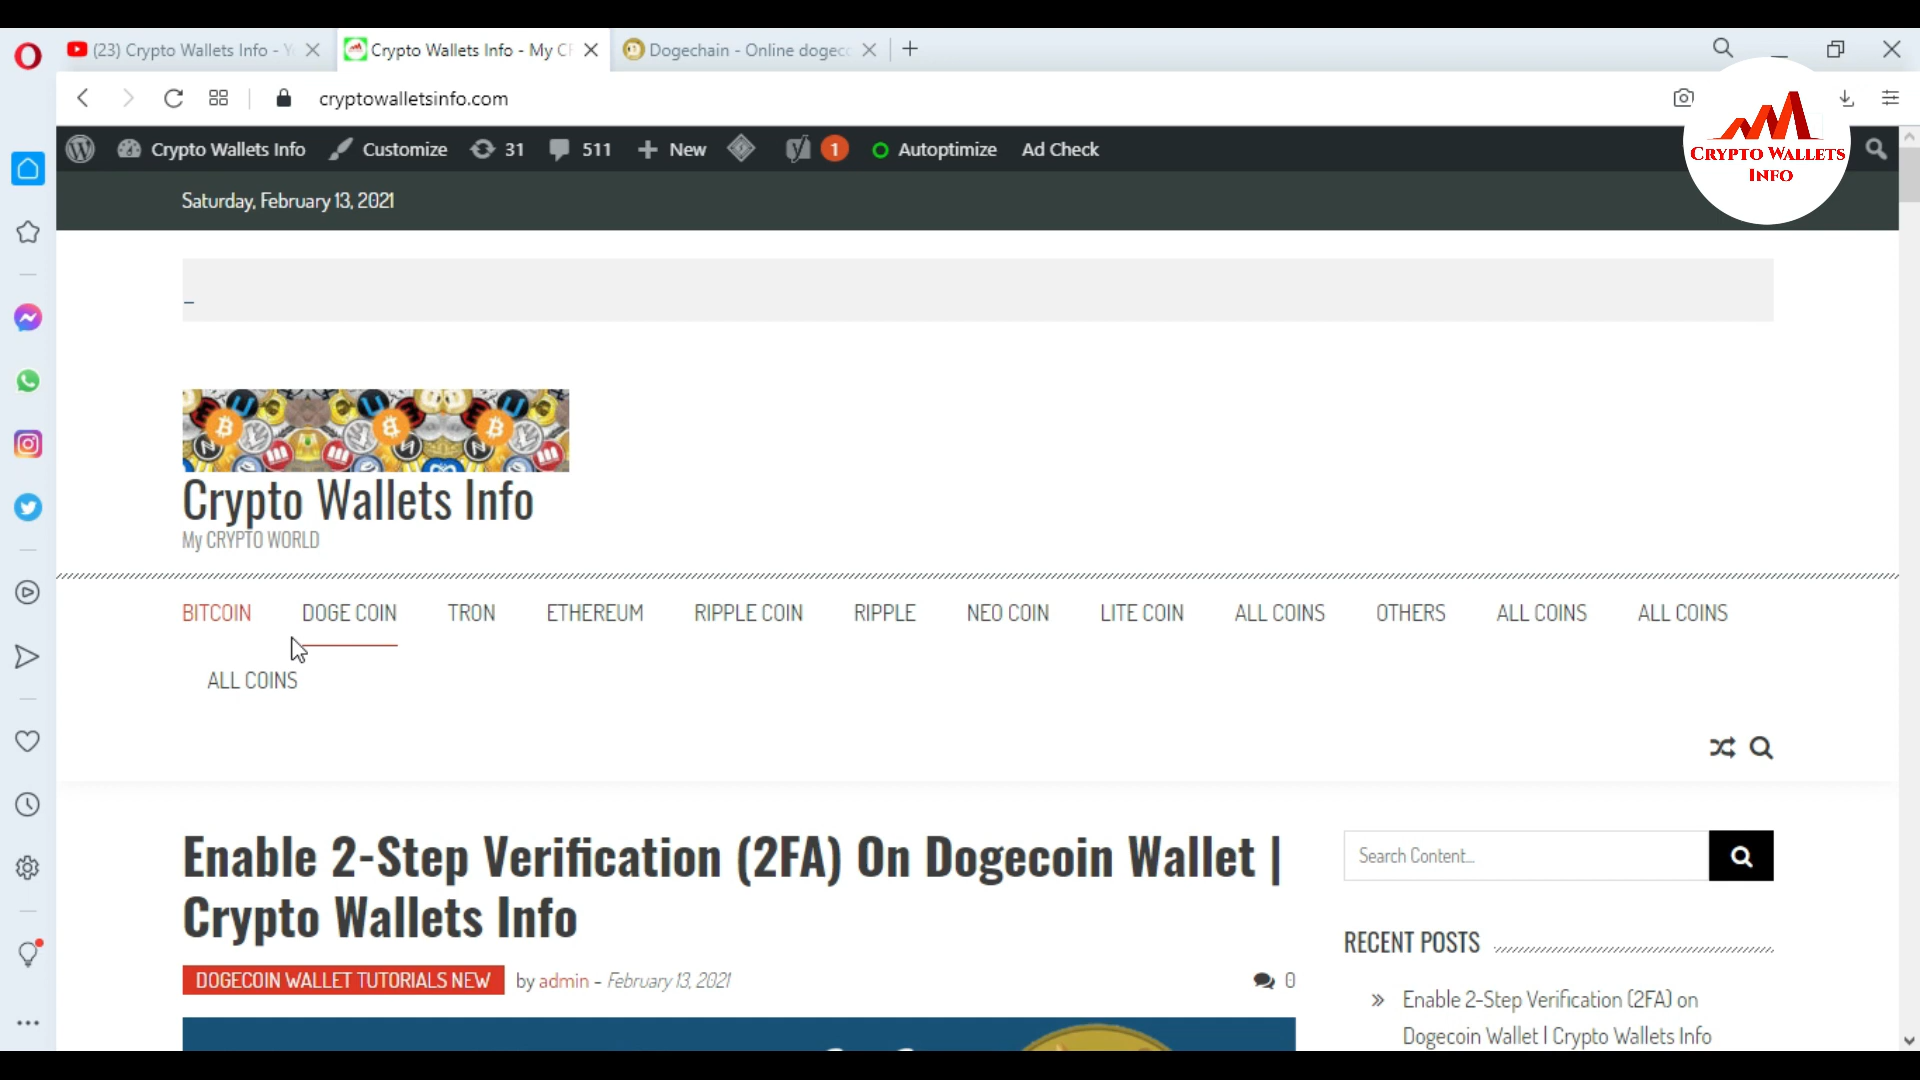 (23) Crypto Wallets Info - Y
Crypto Wallets Info - My C
Dogechain - Online dogec
cryptowalletsinfo.com
Crypto Wallets Info
Customize
31
511
New
1
Autoptimize
Ad Check
CRYPTO WALLETS
INFO
Saturday, February 13, 2021
Crypto Wallets Info
My CRYPTO WORLD
BITCOIN
DOGE COIN
TRON
ETHEREUM
RIPPLE COIN
RIPPLE
NEO COIN
LITE COIN
ALL COINS
OTHERS
ALL COINS
ALL COINS
ALL COINS
Enable 2-Step Verification (2FA) On Dogecoin Wallet |
Crypto Wallets Info
DOGECOIN WALLET TUTORIALS NEW
by admin - February 13, 2021
0
Search Content...
RECENT POSTS
» Enable 2-Step Verification (2FA) on
Dogecoin Wallet | Crypto Wallets Info